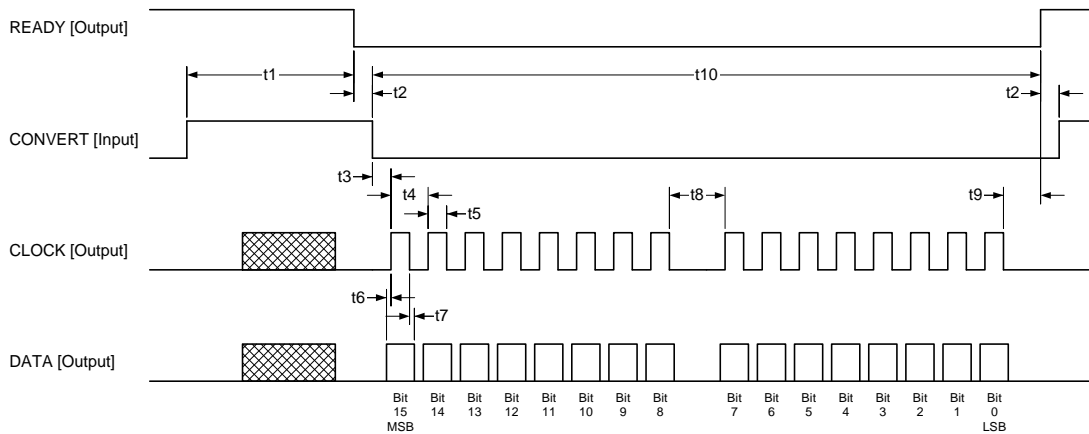 READY [Output]
t1
t10
t2
t2
CONVERT [Input]
t3
t4
t8
t9
t5
CLOCK [Output]
t6
t7
DATA [Output]
Bit 15 MSB
Bit 14
Bit 13
Bit 12
Bit 11
Bit 10
Bit 9
Bit 8
Bit 7
Bit 6
Bit 5
Bit 4
Bit 3
Bit 2
Bit 1
Bit 0 LSB